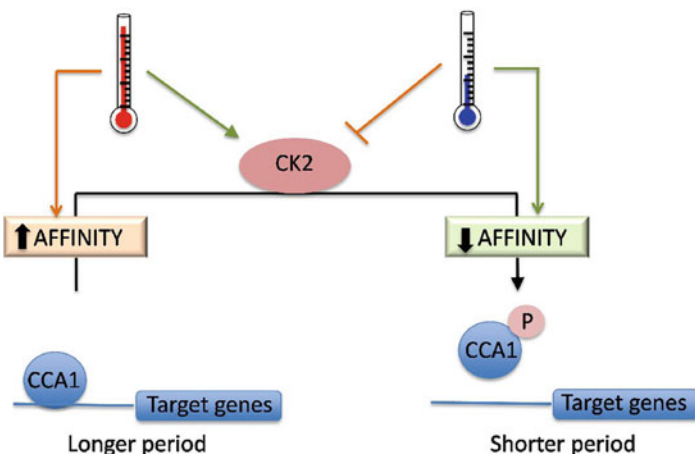 CK2
AFFINITY
AFFINITY
P
CCA1
CCA1
Target genes
Target genes
Longer period
Shorter period